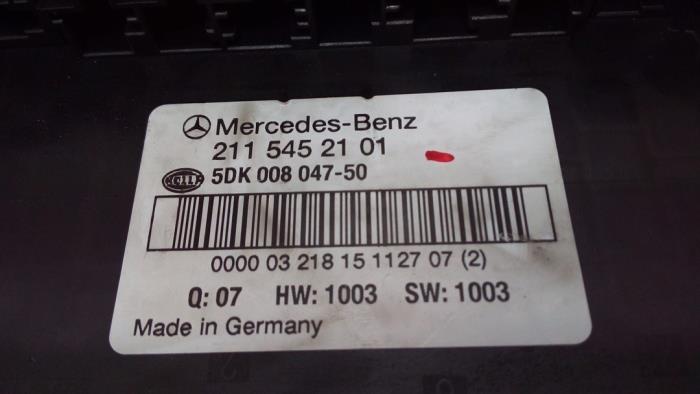 Mercedes-Benz
211 545 21 01
5DK 008 047-50
0000 03 218 15 1127 07 (2)
Q: 07 HW: 1003 SW: 1003
Made in Germany